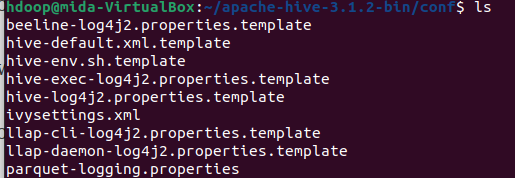 hdoop@mida-VirtualBox:~/apache-hive-3.1.2-bin/conf$ ls
beeline-log4j2.properties.template
hive-default.xml.template
hive-env.sh.template
hive-exec-log4j2.properties.template
hive-log4j2.properties.template
ivysettings.xml
llap-cli-log4j2.properties.template
llap-daemon-log4j2.properties.template
parquet-logging.properties